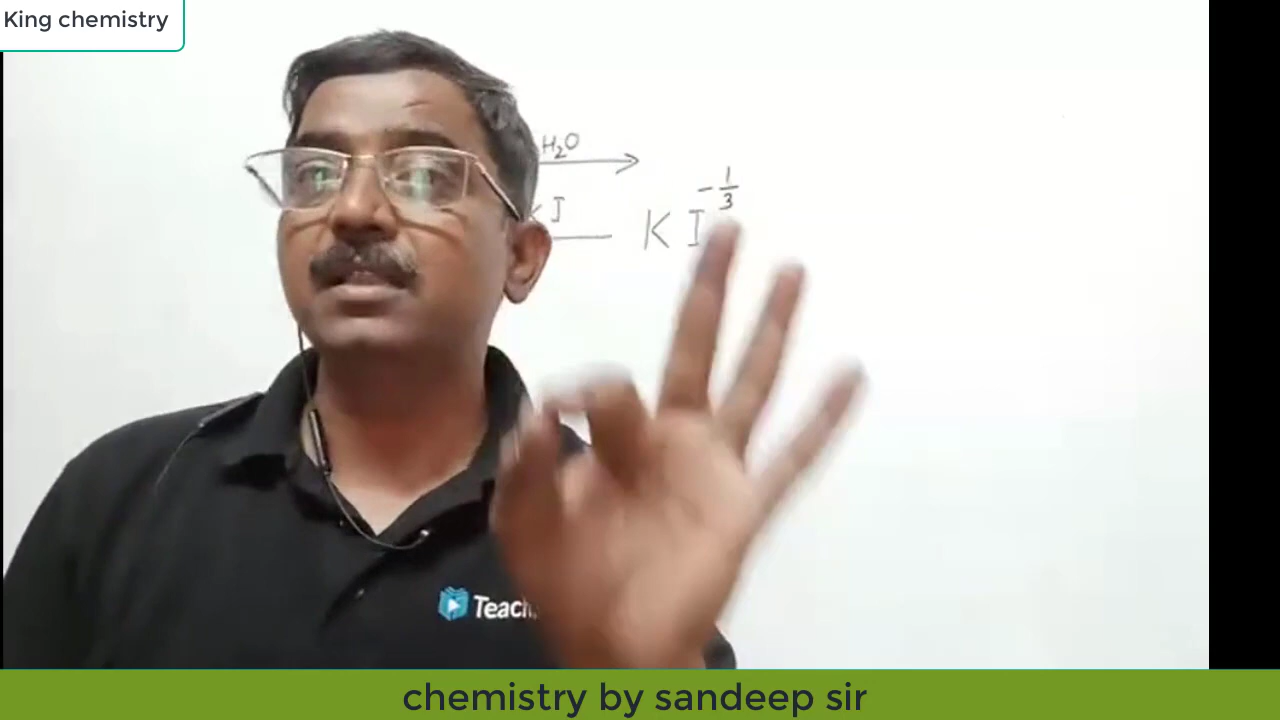 King chemistry
H₂O
KI
-1/3
KI
Teach
chemistry by sandeep sir